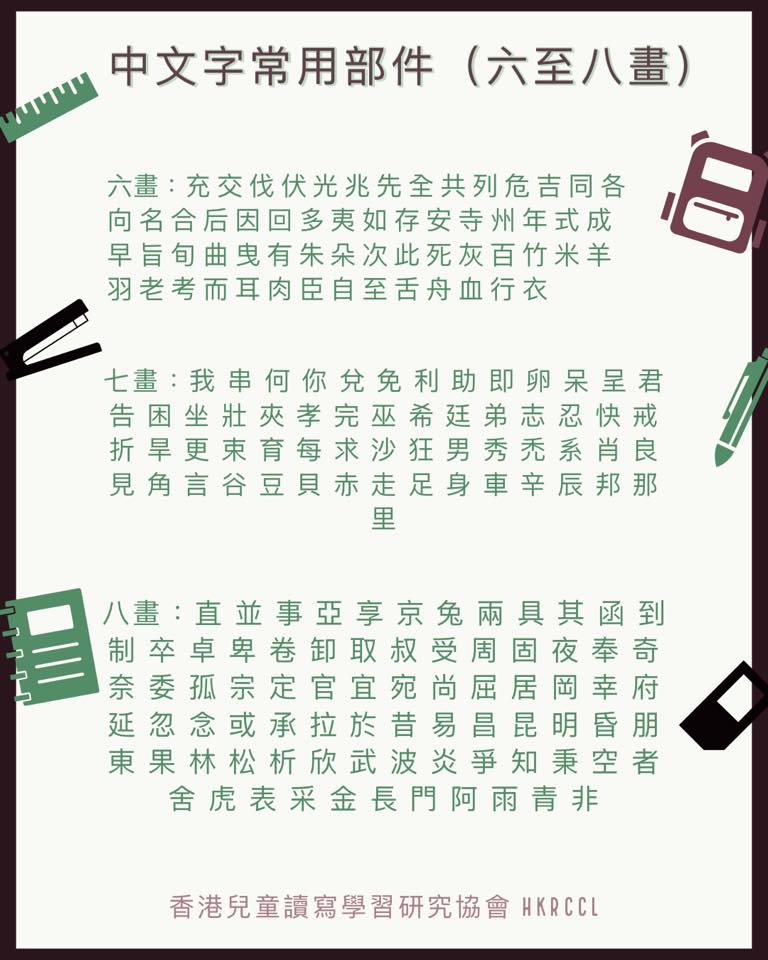 中文字常用部件（六至八畫）
六畫：充交伐伏光兆先全共列危吉同各
向名合后因回多夷如存安寺州年式成
早旨旬曲曳有朱朵次此死灰百竹米羊
羽老考而耳肉臣自至舌舟血行衣
七畫：我串何你兌免利助即卵呆呈君
告困坐壯夾孝完巫希廷弟志忍快戒
折旱更束育每求沙狂男秀禿系肖良
見角言谷豆貝赤走足身車辛辰邦那
里
八畫：直並事亞享京兔兩具其函到
制卒卓卑卷卸取叔受周固夜奉奇
奈委孤宗定官宜宛尚屈居岡幸府
延忽念或承拉於昔易昌昆明昏朋
東果林松析欣武波炎爭知秉空者
舍虎表采金長門阿雨青非
香港兒童讀寫學習研究協會 HKRCCL